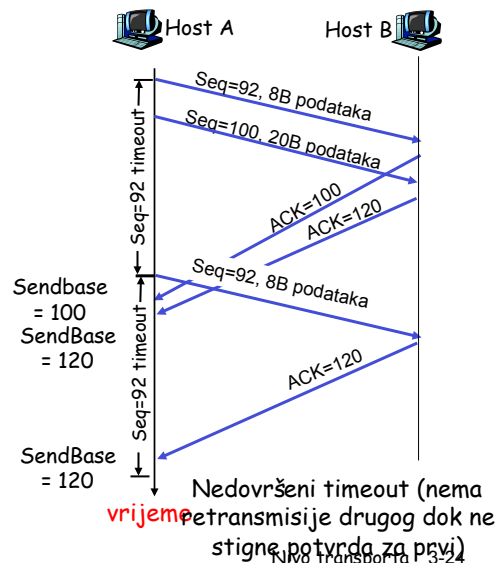 Host A
Host B
Seq=92, 8B podataka
Seq=100, 20B podataka
Seq=92 timeout
ACK=100
ACK=120
Seq=92, 8B podataka
Sendbase
= 100
SendBase
= 120
Seq=92 timeout
ACK=120
SendBase
= 120
vrijeme
Nedovršeni timeout (nema
retransmisije drugog dok ne
stigne potvrda za prvi)
Nivo transporta 3-24